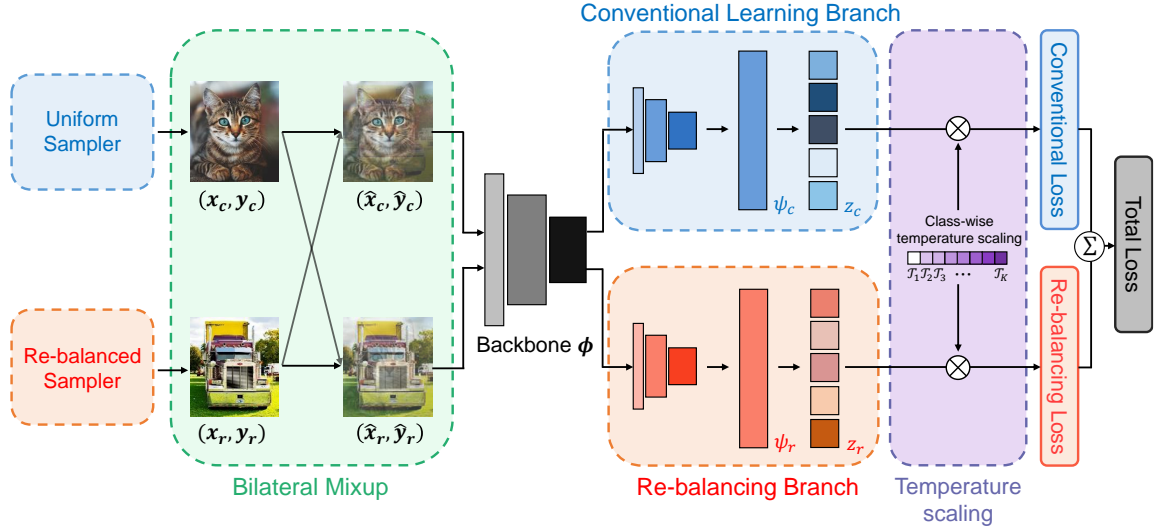 Conventional Learning Branch
Uniform
Sampler
(x_c, y_c)
(x̂_c, ŷ_c)
ψ_c
z_c
Conventional Loss
Class-wise
temperature scaling
𝒯_1 𝒯_2 𝒯_3 ⋯ 𝒯_K
Σ
Total Loss
Backbone ϕ
Re-balanced
Sampler
(x_r, y_r)
(x̂_r, ŷ_r)
ψ_r
z_r
Re-balancing Loss
Bilateral Mixup
Re-balancing Branch
Temperature
scaling